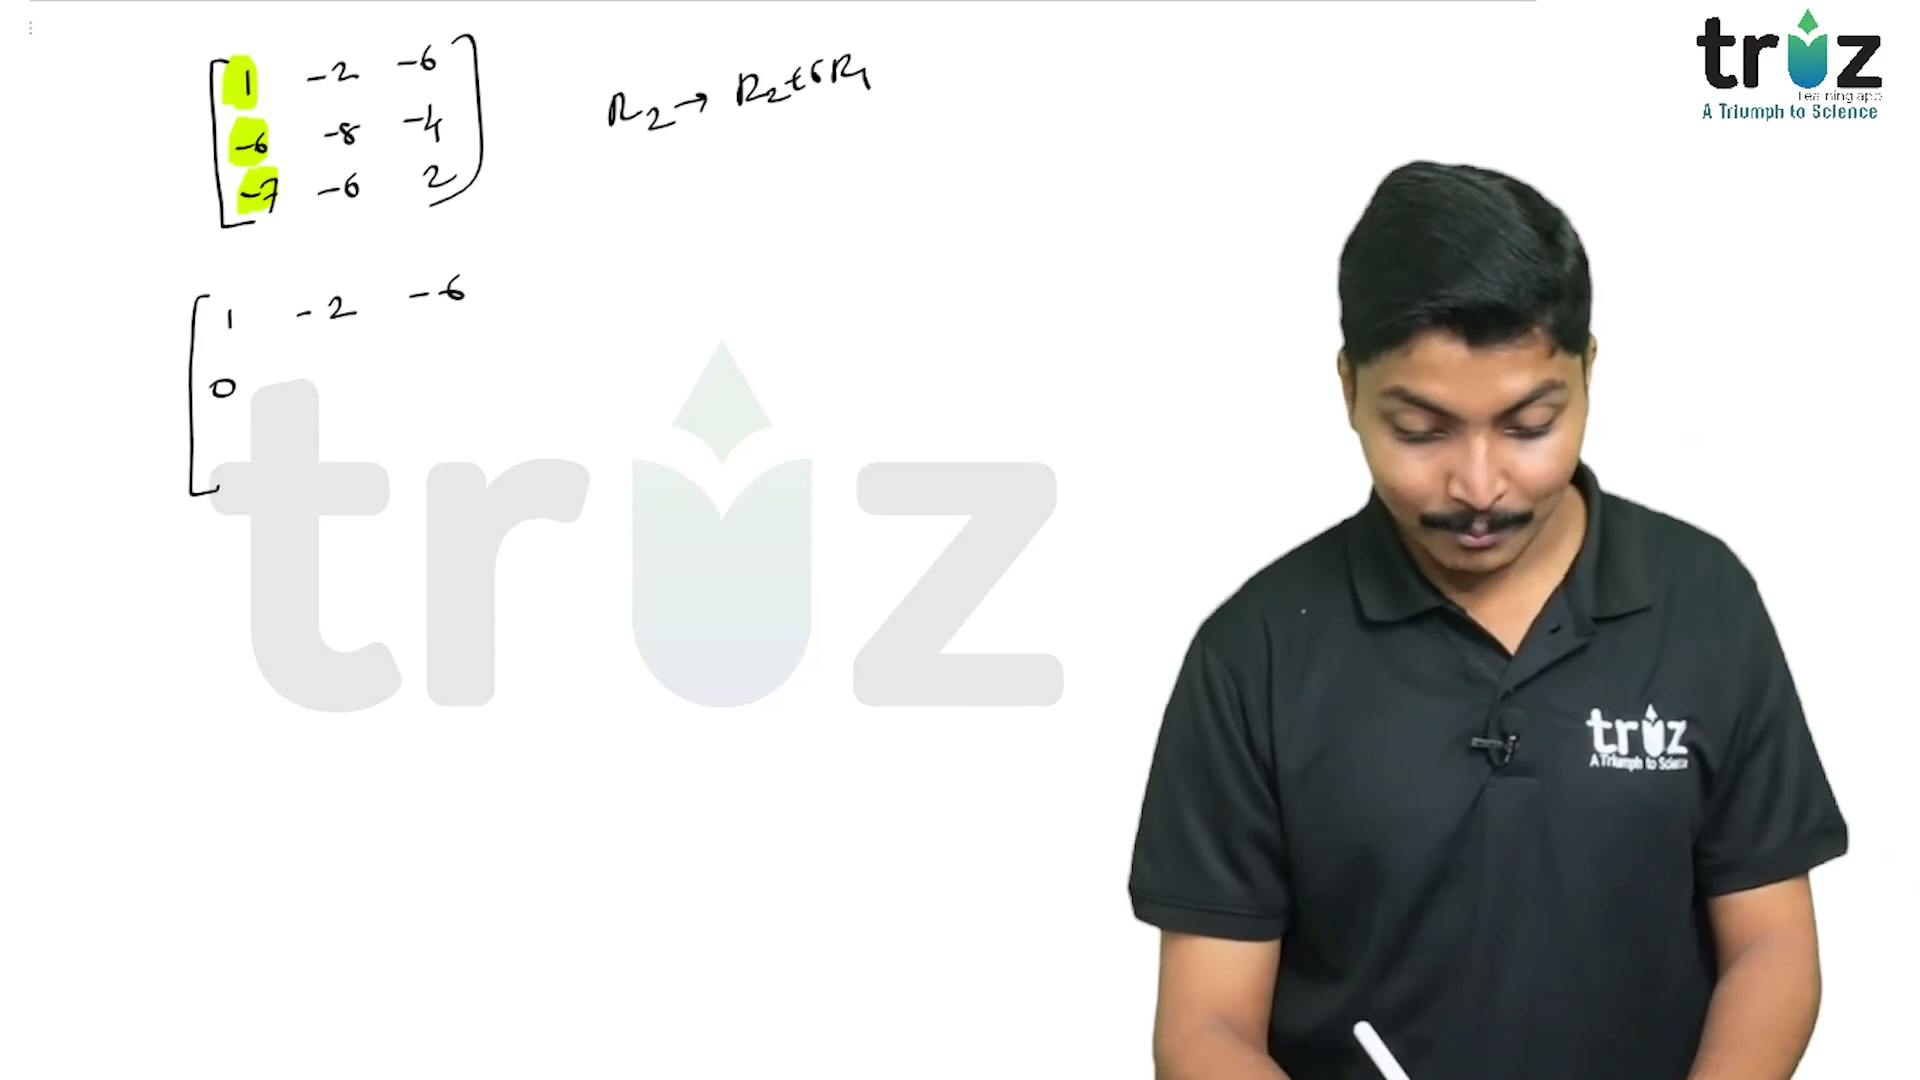 1 -2 -6
-6 -8 -4
-7 -6 2
R2 → R2+6R1
1 -2 -6
0
truz
Learning app
A Triumph to Science
truz
truz
A Triumph to Science